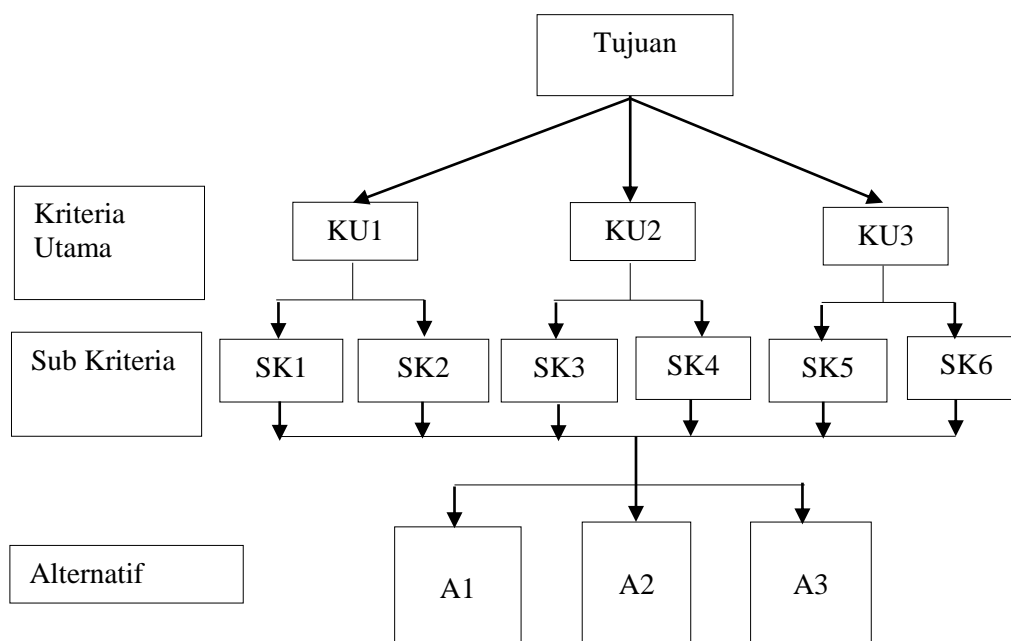 Tujuan
Kriteria
Utama
KU1
KU2
KU3
Sub Kriteria
SK1
SK2
SK3
SK4
SK5
SK6
Alternatif
A1
A2
A3